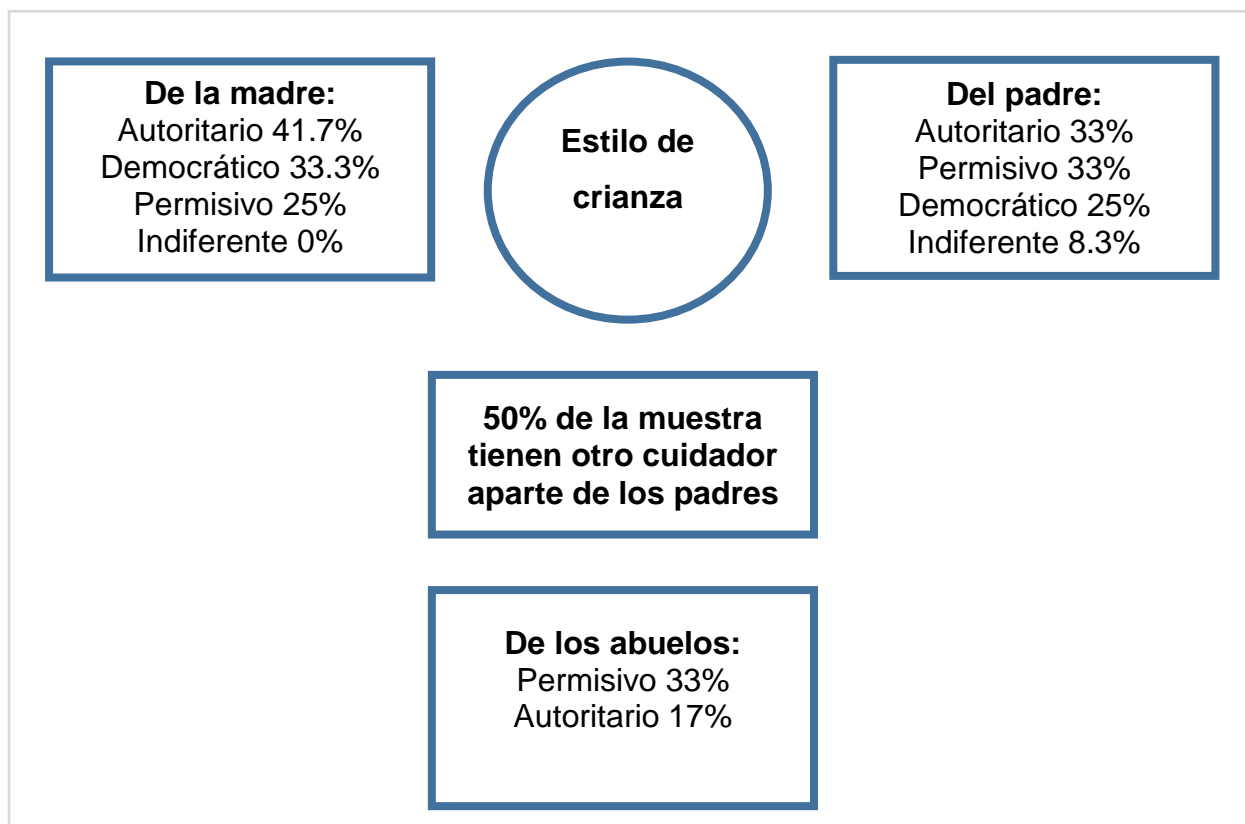 De la madre:
Autoritario 41.7%
Democrático 33.3%
Permisivo 25%
Indiferente 0%
Estilo de
crianza
Del padre:
Autoritario 33%
Permisivo 33%
Democrático 25%
Indiferente 8.3%
50% de la muestra
tienen otro cuidador
aparte de los padres
De los abuelos:
Permisivo 33%
Autoritario 17%